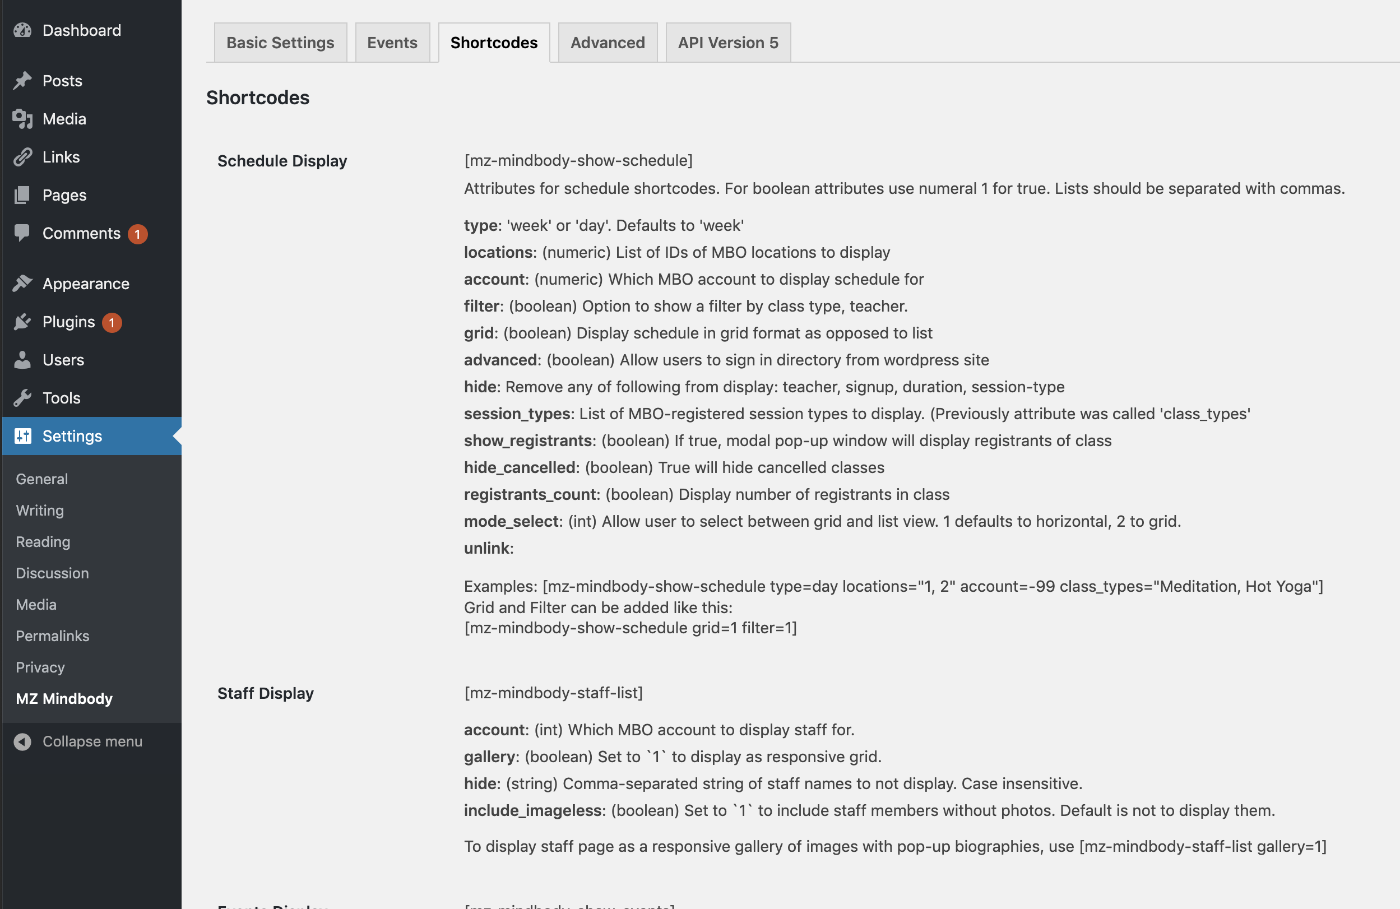 Dashboard
Posts
Media
Links
Pages
Comments 1
Appearance
Plugins 1
Users
Tools
Settings
General
Writing
Reading
Discussion
Media
Permalinks
Privacy
MZ Mindbody
Collapse menu
Basic Settings
Events
Shortcodes
Advanced
API Version 5
Shortcodes
Schedule Display
[mz-mindbody-show-schedule]
Attributes for schedule shortcodes. For boolean attributes use numeral 1 for true. Lists should be separated with commas.
type: 'week' or 'day'. Defaults to 'week'
locations: (numeric) List of IDs of MBO locations to display
account: (numeric) Which MBO account to display schedule for
filter: (boolean) Option to show a filter by class type, teacher.
grid: (boolean) Display schedule in grid format as opposed to list
advanced: (boolean) Allow users to sign in directory from wordpress site
hide: Remove any of following from display: teacher, signup, duration, session-type
session_types: List of MBO-registered session types to display. (Previously attribute was called 'class_types'
show_registrants: (boolean) If true, modal pop-up window will display registrants of class
hide_cancelled: (boolean) True will hide cancelled classes
registrants_count: (boolean) Display number of registrants in class
mode_select: (int) Allow user to select between grid and list view. 1 defaults to horizontal, 2 to grid.
unlink:
Examples: [mz-mindbody-show-schedule type=day locations="1, 2" account=-99 class_types="Meditation, Hot Yoga"]
Grid and Filter can be added like this:
[mz-mindbody-show-schedule grid=1 filter=1]
Staff Display
[mz-mindbody-staff-list]
account: (int) Which MBO account to display staff for.
gallery: (boolean) Set to `1` to display as responsive grid.
hide: (string) Comma-separated string of staff names to not display. Case insensitive.
include_imageless: (boolean) Set to `1` to include staff members without photos. Default is not to display them.
To display staff page as a responsive gallery of images with pop-up biographies, use [mz-mindbody-staff-list gallery=1]
Events Display
[mz-mindbody-show-events]